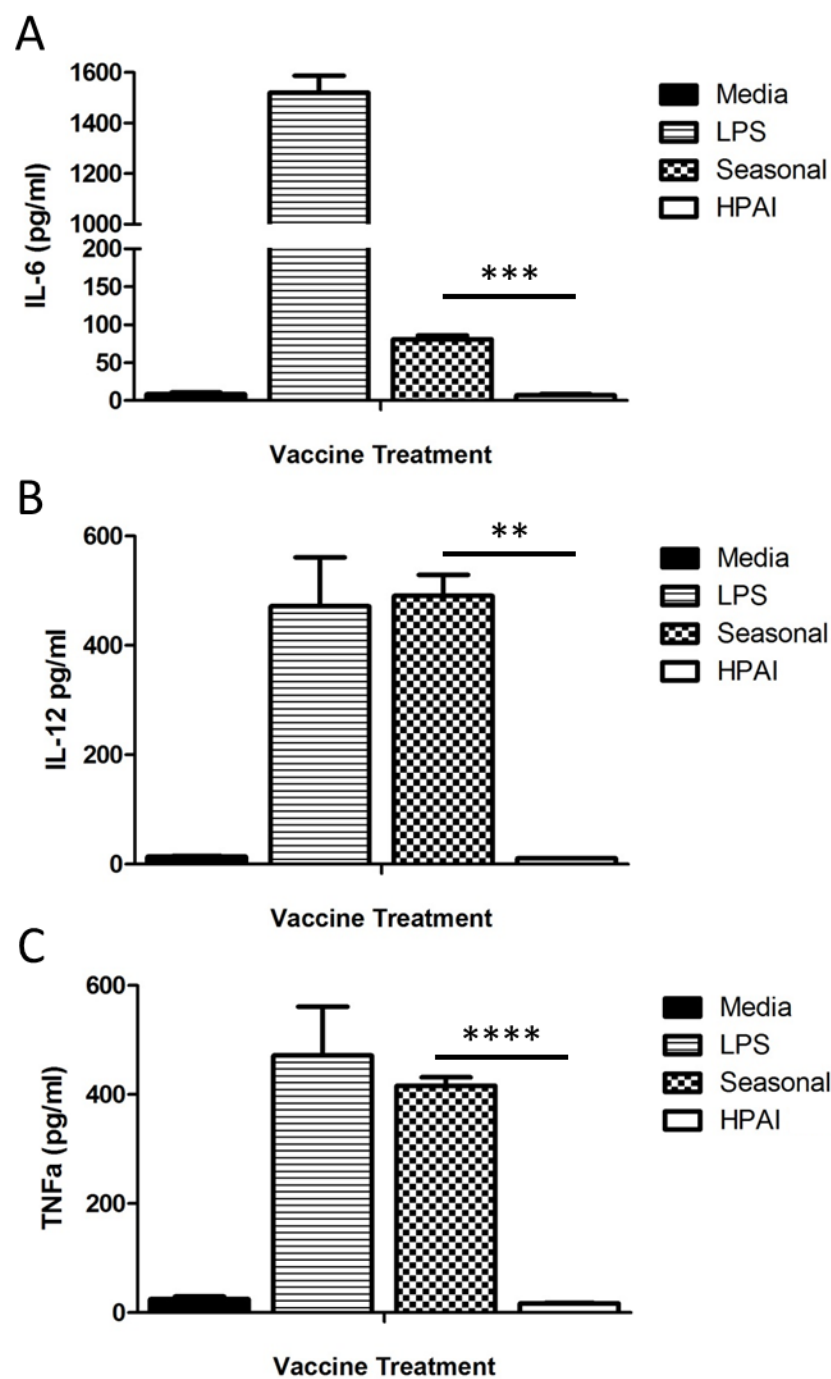 A
1600
1400
1200
1000
200
150
100
50
0
IL-6 (pg/ml)
***
Vaccine Treatment
Media
LPS
Seasonal
HPAI
B
600
400
200
0
IL-12 pg/ml
**
Vaccine Treatment
Media
LPS
Seasonal
HPAI
C
600
400
200
0
TNFa (pg/ml)
****
Vaccine Treatment
Media
LPS
Seasonal
HPAI